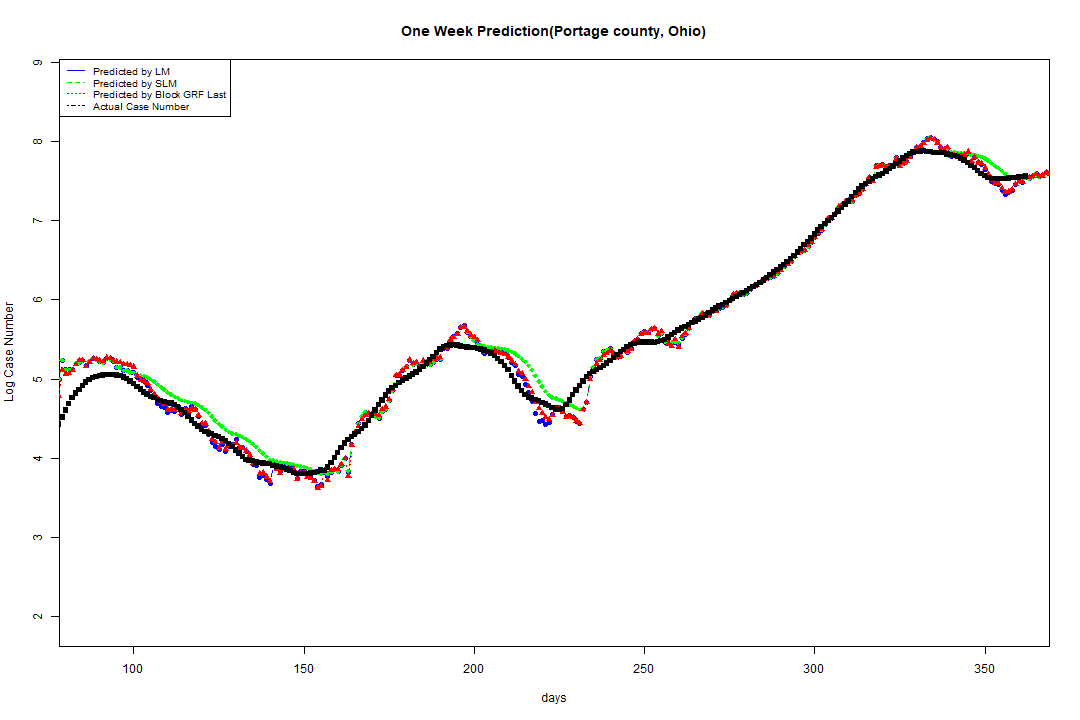 One Week Prediction(Portage county, Ohio)
Predicted by LM
Predicted by SLM
Predicted by Block GRF Last
Actual Case Number
Log Case Number
9
8
7
6
5
4
3
2
100 150 200 250 300 350
days